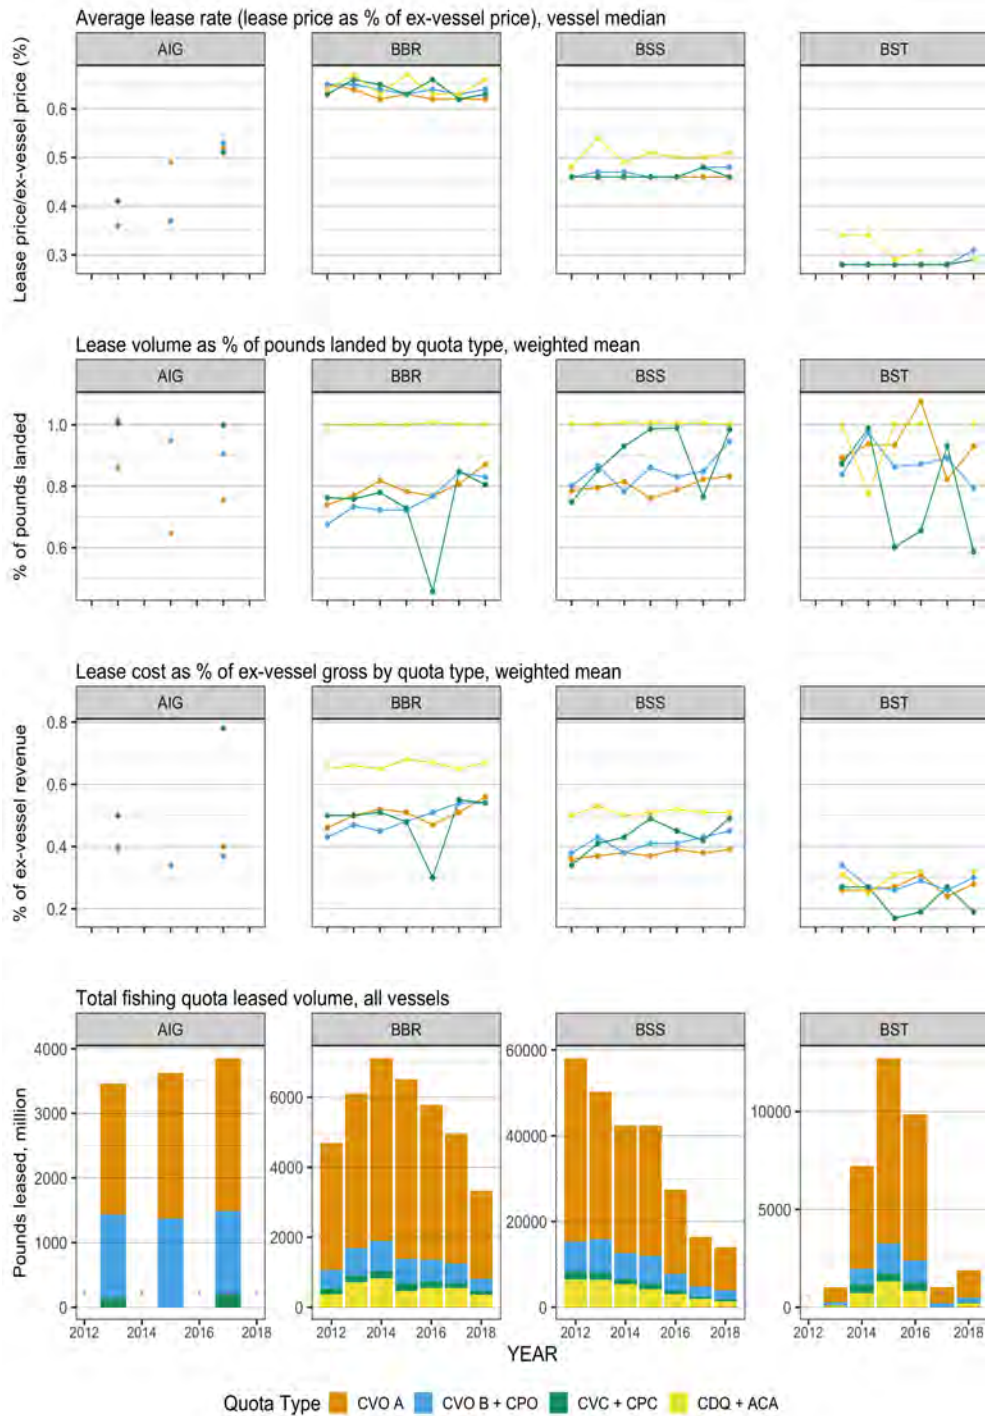 Average lease rate (lease price as % of ex-vessel price), vessel median
AIG BBR BSS BST
Lease price/ex-vessel price (%)
0.6
0.5
0.4
0.3
Lease volume as % of pounds landed by quota type, weighted mean
AIG BBR BSS BST
% of pounds landed
1.0
0.8
0.6
Lease cost as % of ex-vessel gross by quota type, weighted mean
AIG BBR BSS BST
% of ex-vessel revenue
0.8
0.6
0.4
0.2
Total fishing quota leased volume, all vessels
AIG BBR BSS BST
Pounds leased, million
4000
3000
2000
1000
0
6000
4000
2000
0
60000
40000
20000
0
10000
5000
0
2012 2014 2016 2018 2012 2014 2016 2018 2012 2014 2016 2018 2012 2014 2016 2018
YEAR
Quota Type CVO A CVO B + CPO CVC + CPC CDQ + ACA